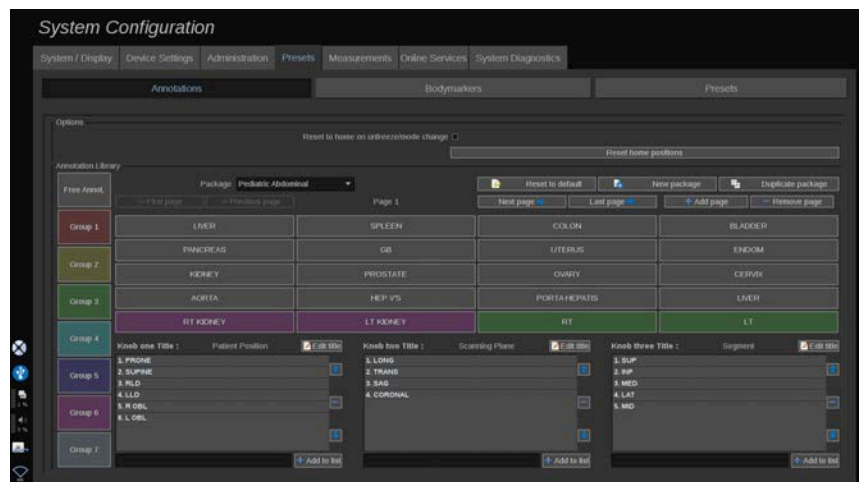 System Configuration
System / Display Device Settings Administration Presets Measurements Online Services System Diagnostics
Annotations Bodymarkers Presets
Options
Reset to home on unfreeze/mode change
Reset home positions
Annotation Library
Free Annot. Package Pediatric Abdominal Reset to default New package Duplicate package
First page Previous page Page 1 Next page Last page Add page Remove page
Group 1 LIVER SPLEEN COLON BLADDER
PANCREAS GB UTERUS ENDOM
Group 2
KIDNEY PROSTATE OVARY CERVIX
Group 3 AORTA HEP V'S PORTA HEPATIS LIVER
RT KIDNEY LT KIDNEY RT LT
Group 4
Knob one Title : Patient Position Edit title Knob two Title : Scanning Plane Edit title Knob three Title : Segment Edit title
1. PRONE 1. LONG 1. SUP
Group 5 2. SUPINE 2. TRANS 2. INF
3. RLD 3. SAG 3. MED
4. LLD 4. CORONAL 4. LAT
Group 6 5. R OBL 5. MID
6. L OBL
Group 7
Add to list Add to list Add to list